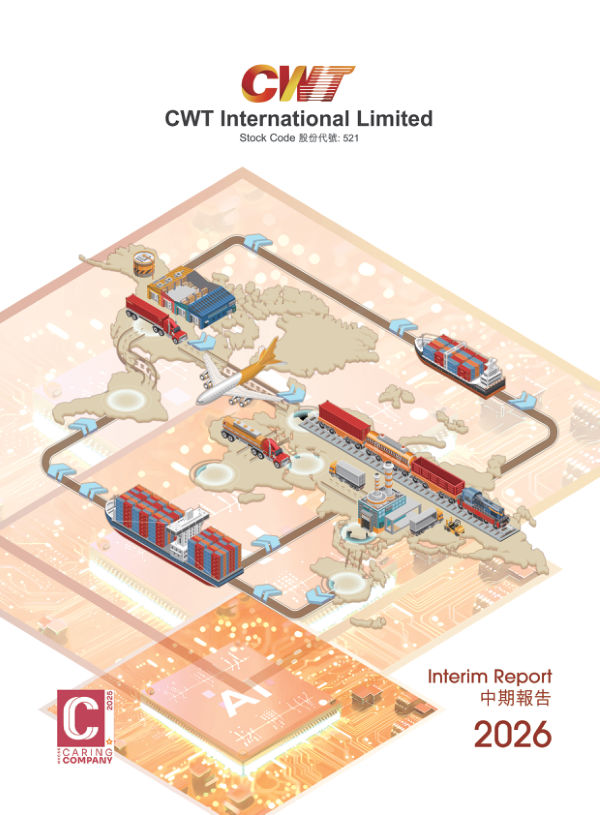 CWT
CWT International Limited
Stock Code 股份代號: 521
AI
Interim Report
中期報告
2026
C
2025
CARING
COMPANY